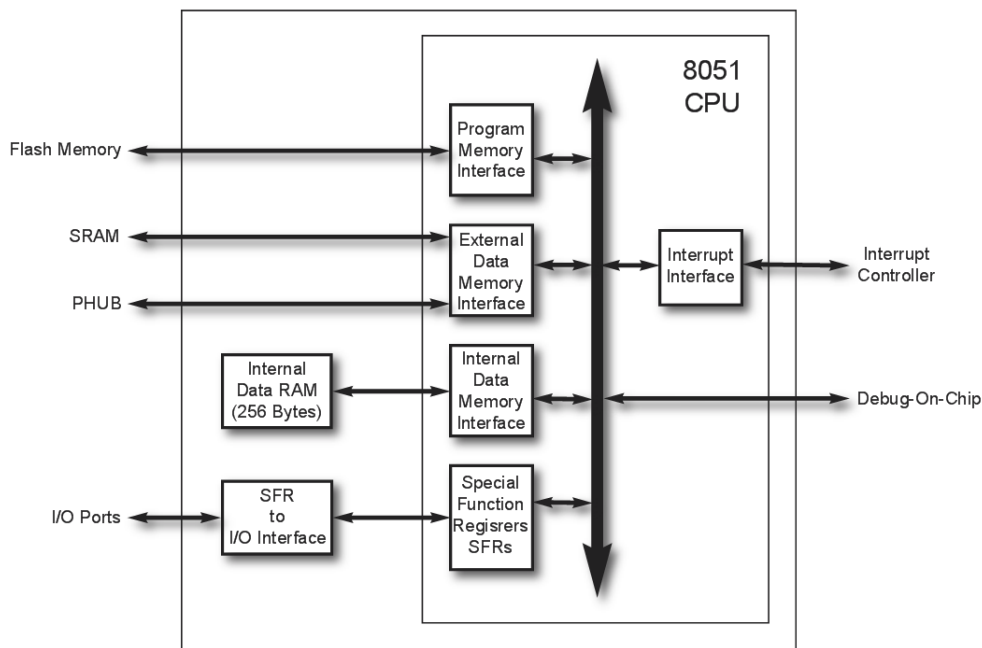 8051
CPU
Flash Memory
Program
Memory
Interface
SRAM
PHUB
External
Data
Memory
Interface
Interrupt
Interface
Interrupt
Controller
Internal
Data RAM
(256 Bytes)
Internal
Data
Memory
Interface
Debug-On-Chip
I/O Ports
SFR
to
I/O Interface
Special
Function
Regisrers
SFRs